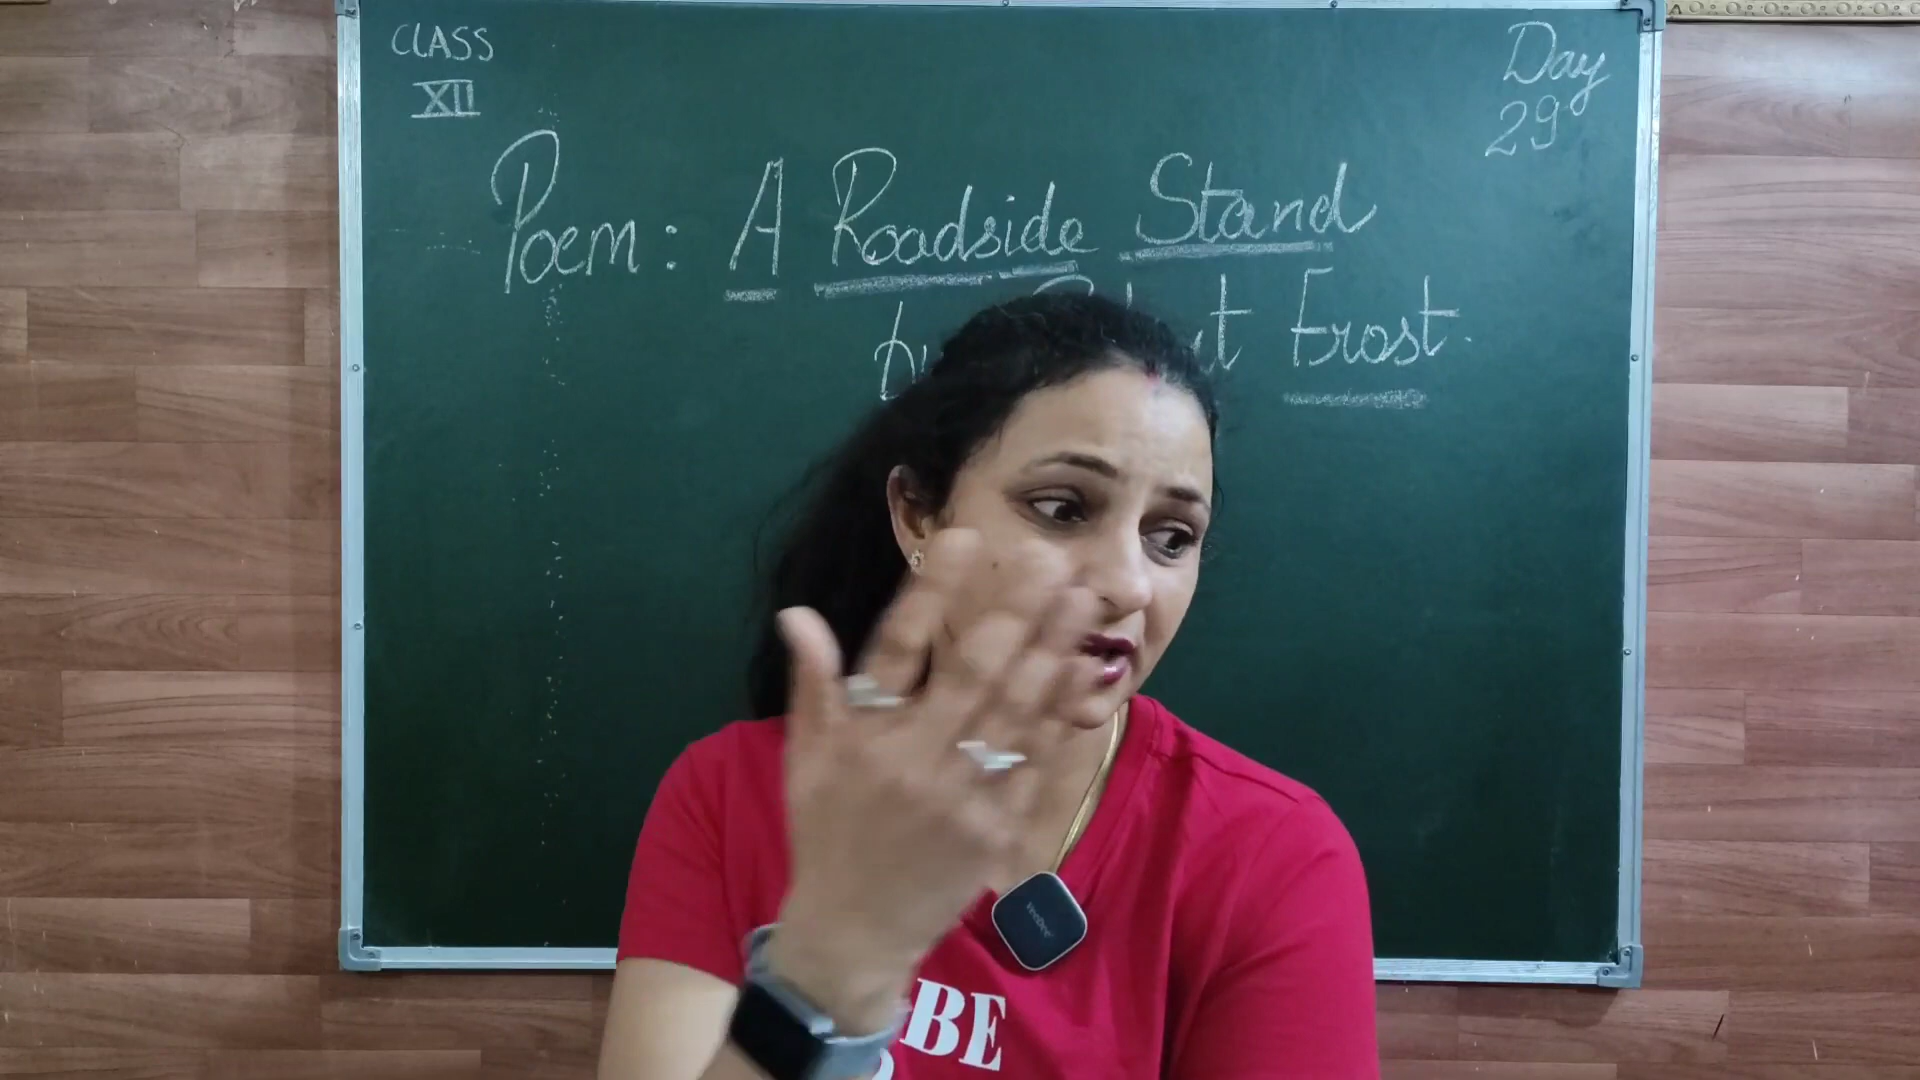 CLASS
XII
Day
29
Poem: A Roadside Stand
Frost.
BE